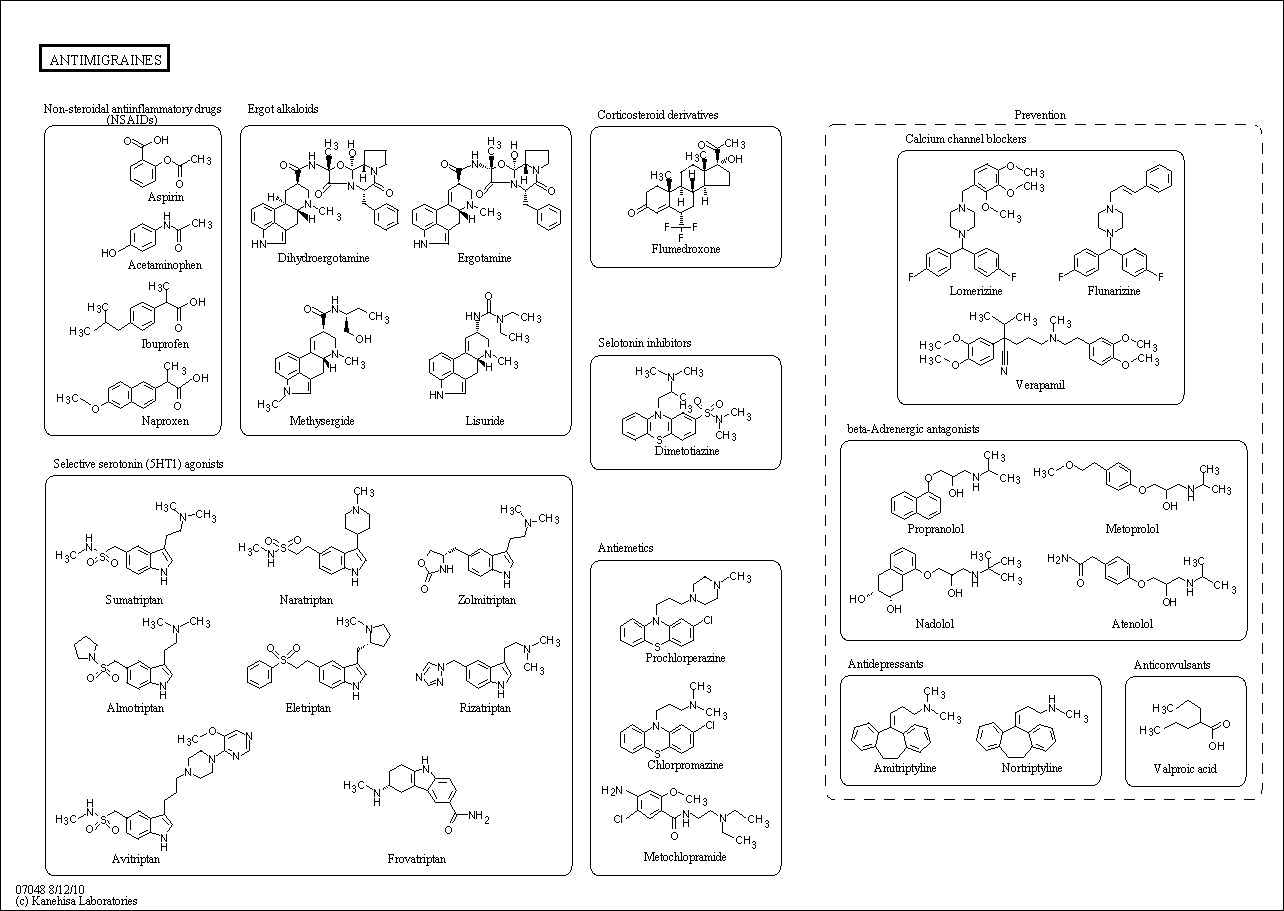 ANTIMIGRAINES
Non-steroidal antiinflammatory drugs
(NSAIDs)
Aspirin
Acetaminophen
Ibuprofen
Naproxen
Ergot alkaloids
Dihydroergotamine
Ergotamine
Methysergide
Lisuride
Corticosteroid derivatives
Flumedroxone
Selotonin inhibitors
Dimetotiazine
Selective serotonin (5HT1) agonists
Sumatriptan
Naratriptan
Zolmitriptan
Almotriptan
Eletriptan
Rizatriptan
Avitriptan
Frovatriptan
Antiemetics
Prochlorperazine
Chlorpromazine
Metochlopramide
Prevention
Calcium channel blockers
Lomerizine
Flunarizine
Verapamil
beta-Adrenergic antagonists
Propranolol
Metoprolol
Nadolol
Atenolol
Antidepressants
Amitriptyline
Nortriptyline
Anticonvulsants
Valproic acid
07048 8/12/10
(c) Kanehisa Laboratories